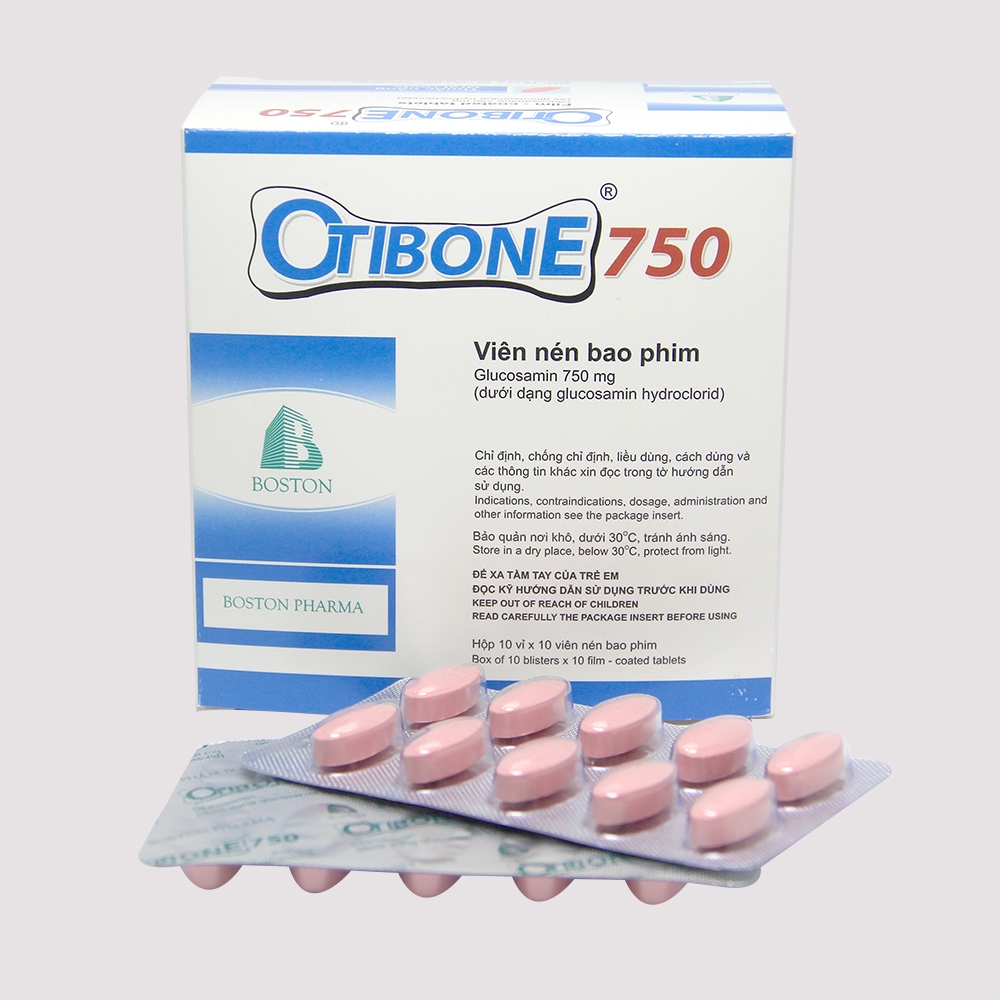 Film - coated tablets
OTIBONE® 750
OTIBONE® 750
Viên nén bao phim
Glucosamin 750 mg
(dưới dạng glucosamin hydroclorid)
Chỉ định, chống chỉ định, liều dùng, cách dùng và
các thông tin khác xin đọc trong tờ hướng dẫn
sử dụng.
Indications, contraindications, dosage, administration and
other information see the package insert.
Bảo quản nơi khô, dưới 30°C, tránh ánh sáng.
Store in a dry place, below 30°C, protect from light.
ĐỂ XA TẦM TAY CỦA TRẺ EM
ĐỌC KỸ HƯỚNG DẪN SỬ DỤNG TRƯỚC KHI DÙNG
KEEP OUT OF REACH OF CHILDREN
READ CAREFULLY THE PACKAGE INSERT BEFORE USING
Hộp 10 vỉ x 10 viên nén bao phim
Box of 10 blisters x 10 film - coated tablets
B
BOSTON
BOSTON PHARMA
OTIBONE
OTIBONE 750